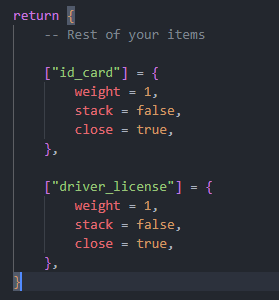 return {
    -- Rest of your items

    ["id_card"] = {
        weight = 1,
        stack = false,
        close = true,
    },

    ["driver_license"] = {
        weight = 1,
        stack = false,
        close = true,
    },
}